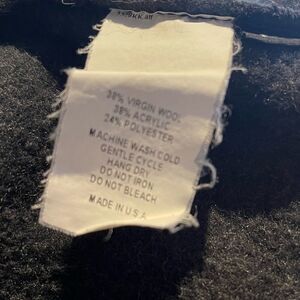 38% VIRGIN WOOL
38% ACRYLIC
24% POLYESTER
MACHINE WASH COLD
GENTLE CYCLE
HANG DRY
DO NOT IRON
DO NOT BLEACH
MADE IN U.S.A.